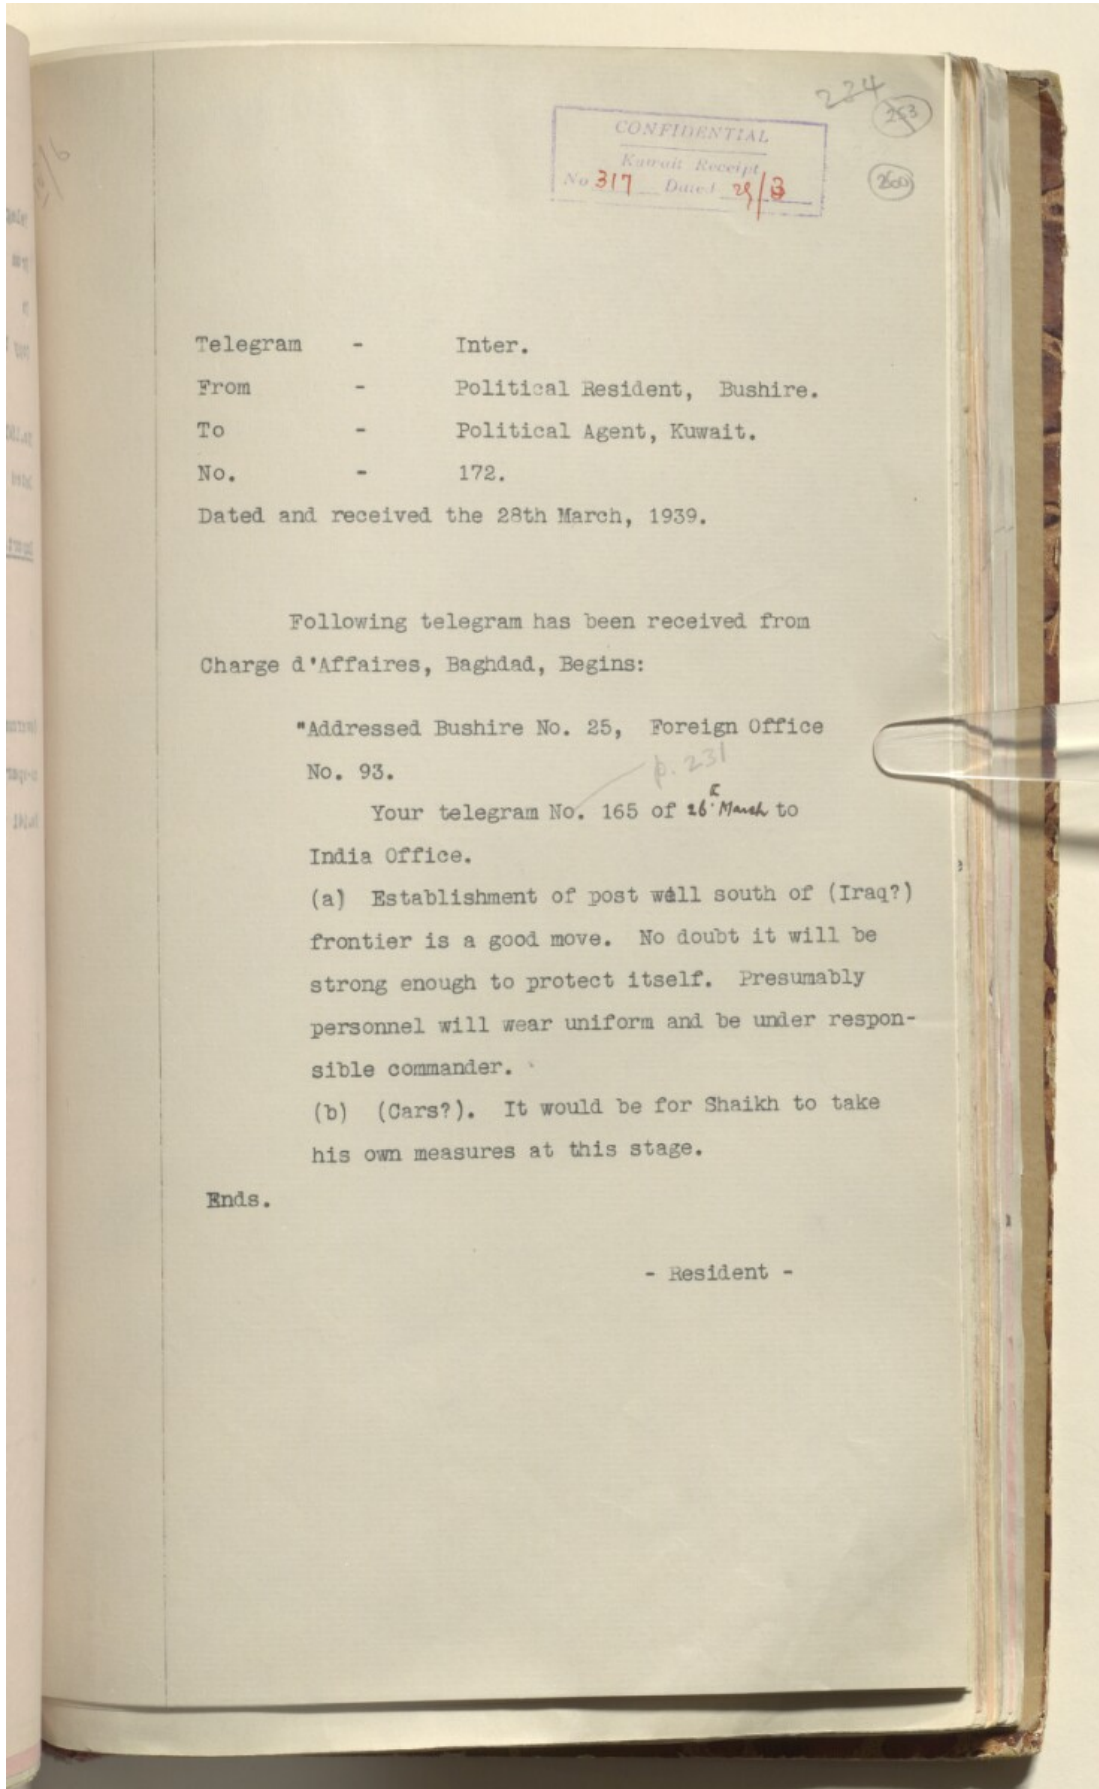 234
253
260
CONFIDENTIAL
Kuwait Receipt
No 317 Dated 29/3
Telegram - Inter.
From - Political Resident, Bushire.
To - Political Agent, Kuwait.
No. - 172.
Dated and received the 28th March, 1939.
Following telegram has been received from
Charge d'Affaires, Baghdad, Begins:
"Addressed Bushire No. 25, Foreign Office
No. 93.
p. 231
Your telegram No. 165 of 26th March to
India Office.
(a) Establishment of post well south of (Iraq?)
frontier is a good move. No doubt it will be
strong enough to protect itself. Presumably
personnel will wear uniform and be under respon-
sible commander.
(b) (Cars?). It would be for Shaikh to take
his own measures at this stage.
Ends.
- Resident -